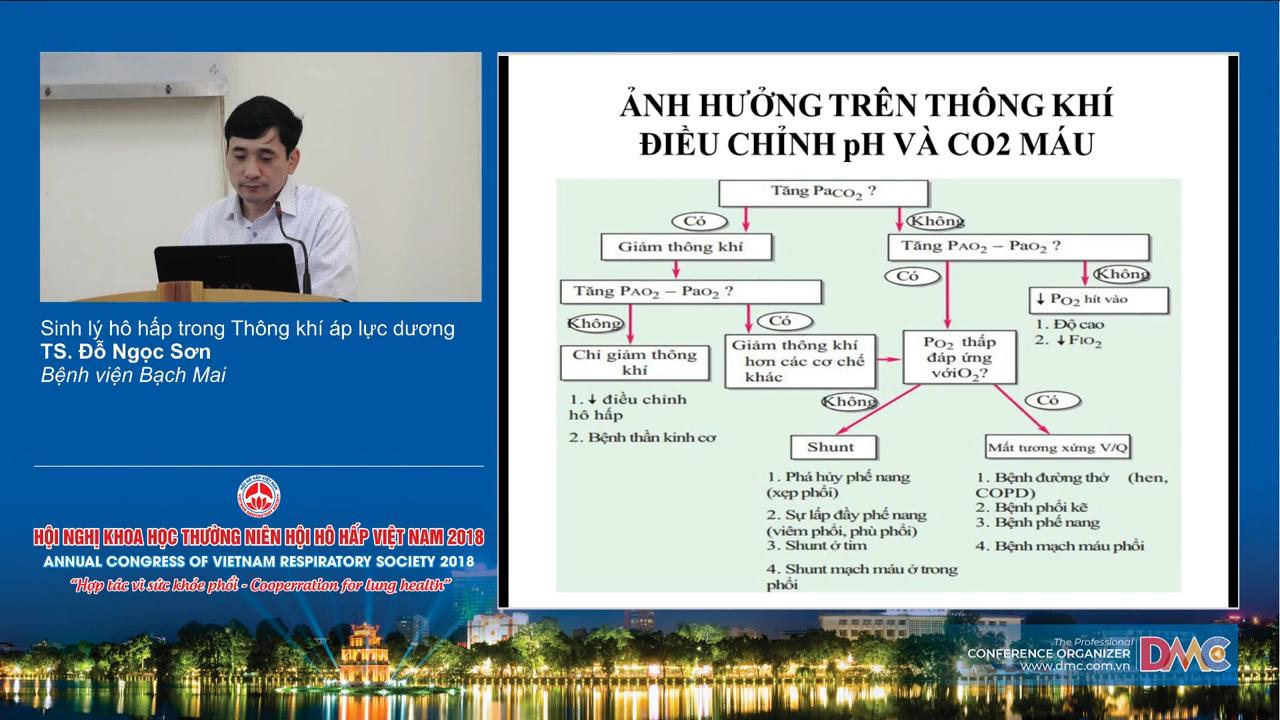 Sinh lý hô hấp trong Thông khí áp lực dương
TS. Đỗ Ngọc Sơn
Bệnh viện Bạch Mai
HỘI HÔ HẤP VIỆT NAM
HỘI NGHỊ KHOA HỌC THƯỜNG NIÊN HỘI HÔ HẤP VIỆT NAM 2018
ANNUAL CONGRESS OF VIETNAM RESPIRATORY SOCIETY 2018
“Hợp tác vì sức khỏe phổi - Cooperration for lung health”
ẢNH HƯỞNG TRÊN THÔNG KHÍ
ĐIỀU CHỈNH pH VÀ CO2 MÁU
Tăng PaCO2 ?
Có
Không
Giảm thông khí
Tăng PAO2 – PaO2 ?
Có
Không
Tăng PAO2 – PaO2 ?
↓ PO2 hít vào
1. Độ cao
2. ↓ FIO2
Không
Có
Chỉ giảm thông
khí
Giảm thông khí
hơn các cơ chế
khác
PO2 thấp
đáp ứng
vớiO2?
1. ↓ điều chỉnh
hô hấp
2. Bệnh thần kinh cơ
Không
Có
Shunt
Mất tương xứng V/Q
1. Phá hủy phế nang
(xẹp phổi)
2. Sự lấp đầy phế nang
(viêm phổi, phù phổi)
3. Shunt ở tim
4. Shunt mạch máu ở trong
phổi
1. Bệnh đường thở (hen,
COPD)
2. Bệnh phổi kẽ
3. Bệnh phế nang
4. Bệnh mạch máu phổi
The Professional
CONFERENCE ORGANIZER
www.dmc.com.vn
DMC